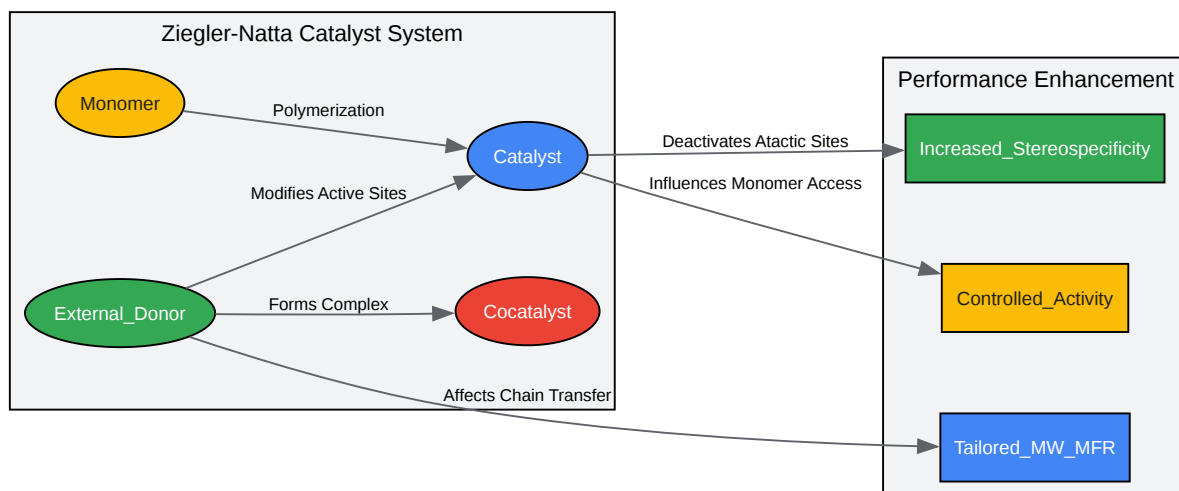 Ziegler-Natta Catalyst System
Performance Enhancement
Monomer
Polymerization
Catalyst
Deactivates Atactic Sites
Increased_Stereospecificity
Modifies Active Sites
Influences Monomer Access
External_Donor
Forms Complex
Cocatalyst
Controlled_Activity
Affects Chain Transfer
Tailored_MW_MFR